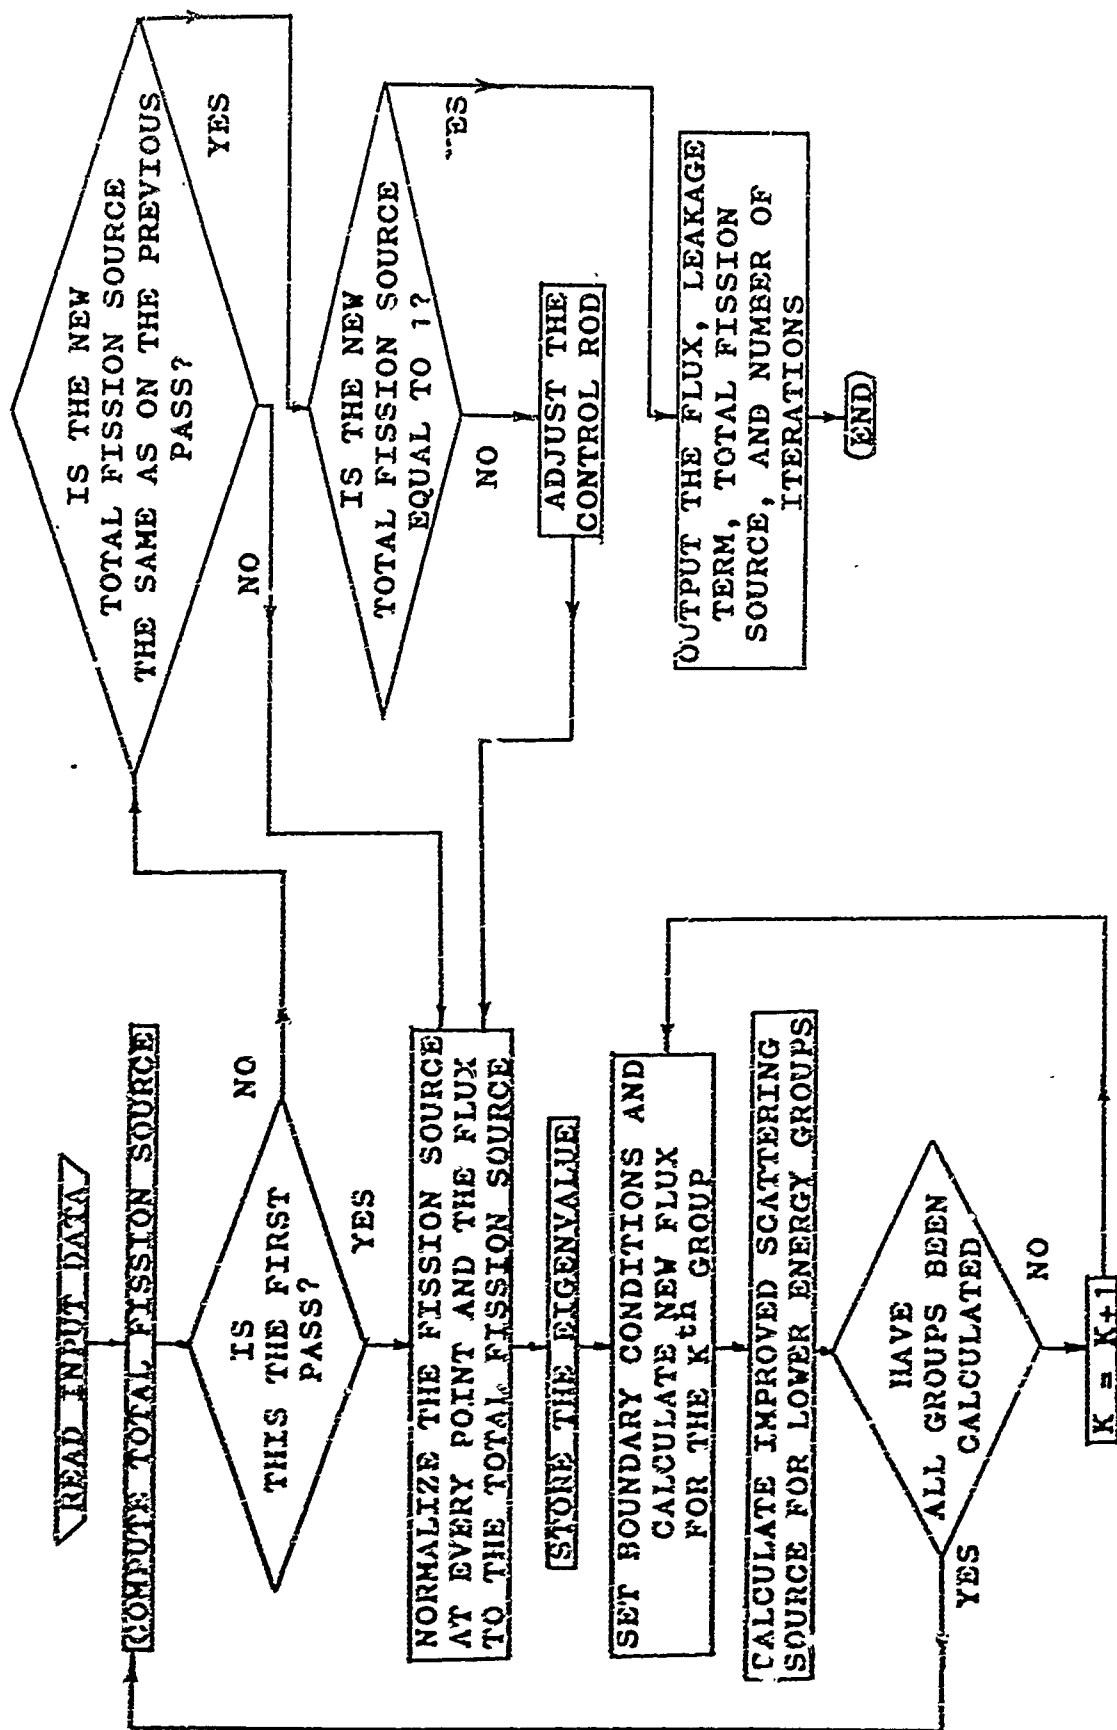 READ INPUT DATA
COMPUTE TOTAL FISSION SOURCE
IS
THIS THE FIRST
PASS?
NO
YES
NORMALIZE THE FISSION SOURCE
AT EVERY POINT AND THE FLUX
TO THE TOTAL FISSION SOURCE
STONE THE EIGENVALUE
SET BOUNDARY CONDITIONS AND
CALCULATE NEW FLUX
FOR THE Kth GROUP
CALCULATE IMPROVED SCATTERING
SOURCE FOR LOWER ENERGY GROUPS
HAVE
ALL GROUPS BEEN
CALCULATED
YES
NO
K = K+1
IS THE NEW
TOTAL FISSION SOURCE
THE SAME AS ON THE PREVIOUS
PASS?
YES
NO
IS THE NEW
TOTAL FISSION SOURCE
EQUAL TO 1?
YES
NO
ADJUST THE
CONTROL ROD
OUTPUT THE FLUX, LEAKAGE
TERM, TOTAL FISSION
SOURCE, AND NUMBER OF
ITERATIONS
END